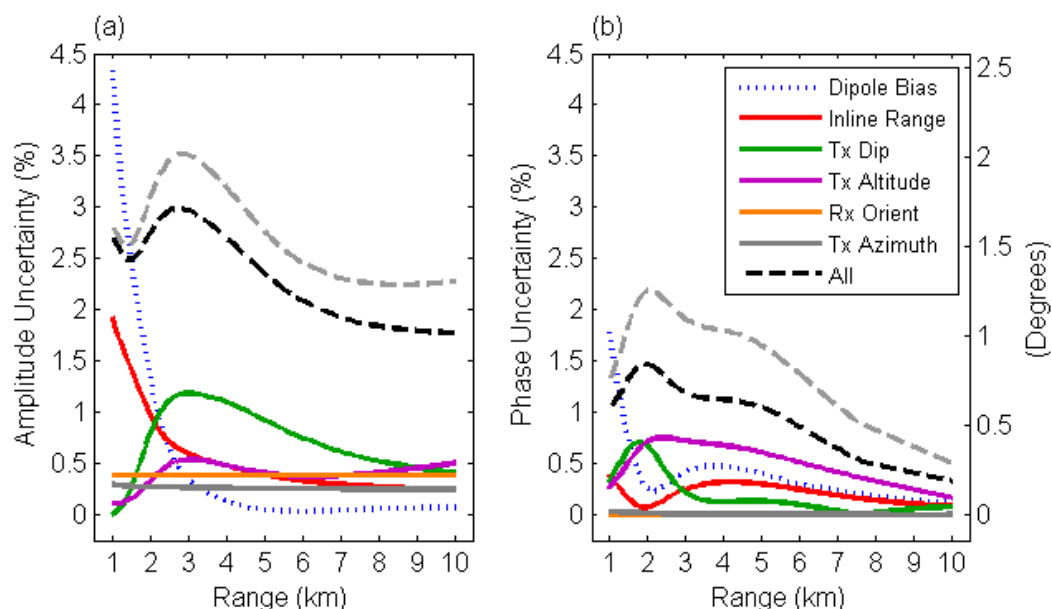 (a)
Amplitude Uncertainty (%)
4.5
4
3.5
3
2.5
2
1.5
1
0.5
0
1 2 3 4 5 6 7 8 9 10
Range (km)
(b)
Phase Uncertainty (%)
4.5
4
3.5
3
2.5
2
1.5
1
0.5
0
Dipole Bias
Inline Range
Tx Dip
Tx Altitude
Rx Orient
Tx Azimuth
All
2.5
2
1.5
1
0.5
0
(Degrees)
1 2 3 4 5 6 7 8 9 10
Range (km)